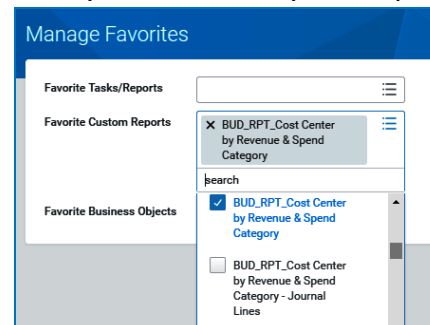 Manage Favorites
Favorite Tasks/Reports
Favorite Custom Reports
× BUD_RPT_Cost Center
by Revenue & Spend
Category
search
Favorite Business Objects
BUD_RPT_Cost Center
by Revenue & Spend
Category
BUD_RPT_Cost Center
by Revenue & Spend
Category - Journal
Lines